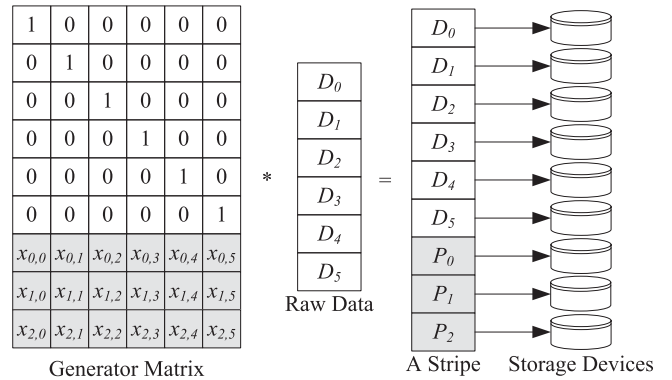 1 0 0 0 0 0
0 1 0 0 0 0
0 0 1 0 0 0
0 0 0 1 0 0
0 0 0 0 1 0
0 0 0 0 0 1
x0,0 x0,1 x0,2 x0,3 x0,4 x0,5
x1,0 x1,1 x1,2 x1,3 x1,4 x1,5
x2,0 x2,1 x2,2 x2,3 x2,4 x2,5
Generator Matrix
*
D0
D1
D2
D3
D4
D5
Raw Data
=
D0
D1
D2
D3
D4
D5
P0
P1
P2
A Stripe
Storage Devices